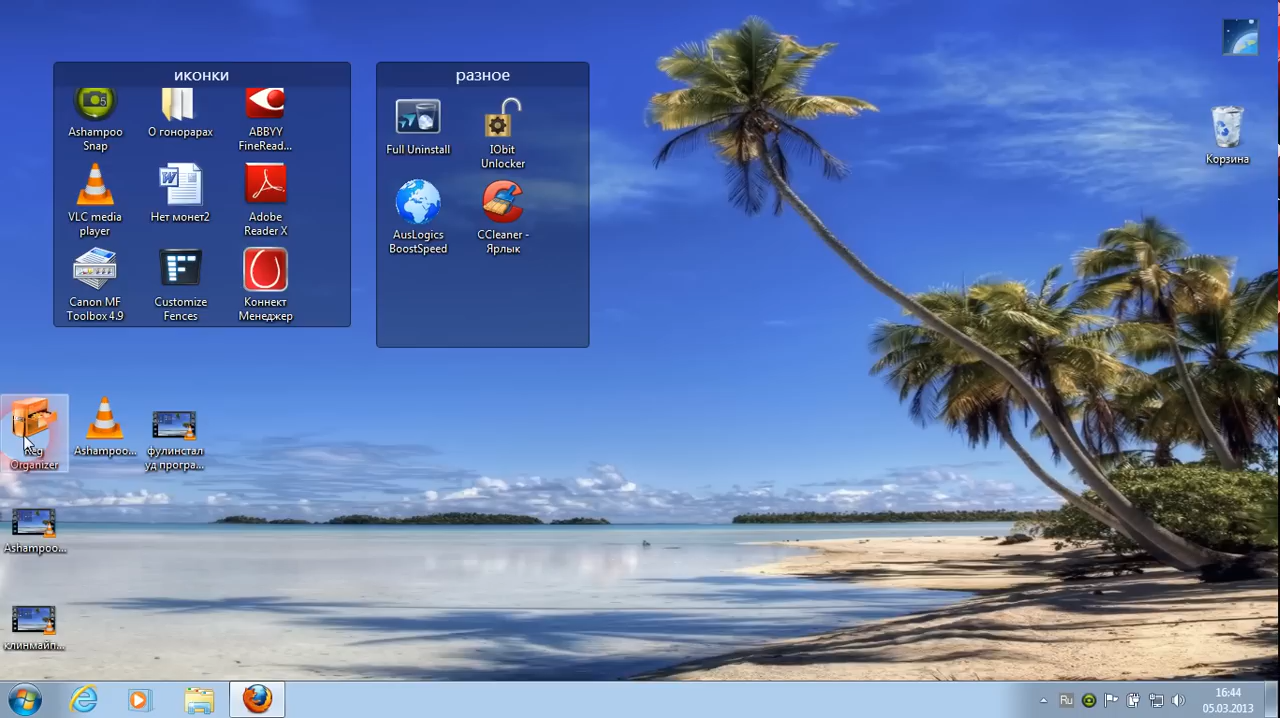 иконки
разное
Ashampoo
Snap
О гонорарах
ABBYY
FineRead...
Full Uninstall
IObit
Unlocker
Корзина
VLC media
player
Нет монет2
Adobe
Reader X
AusLogics
BoostSpeed
CCleaner -
Ярлык
Canon MF
Toolbox 4.9
Customize
Fences
Коннект
Менеджер
Reg
Organizer
Ashampoo...
фулинстал
уд програ...
Ashampoo...
клинмайп...
Ru
16:44
05.03.2013